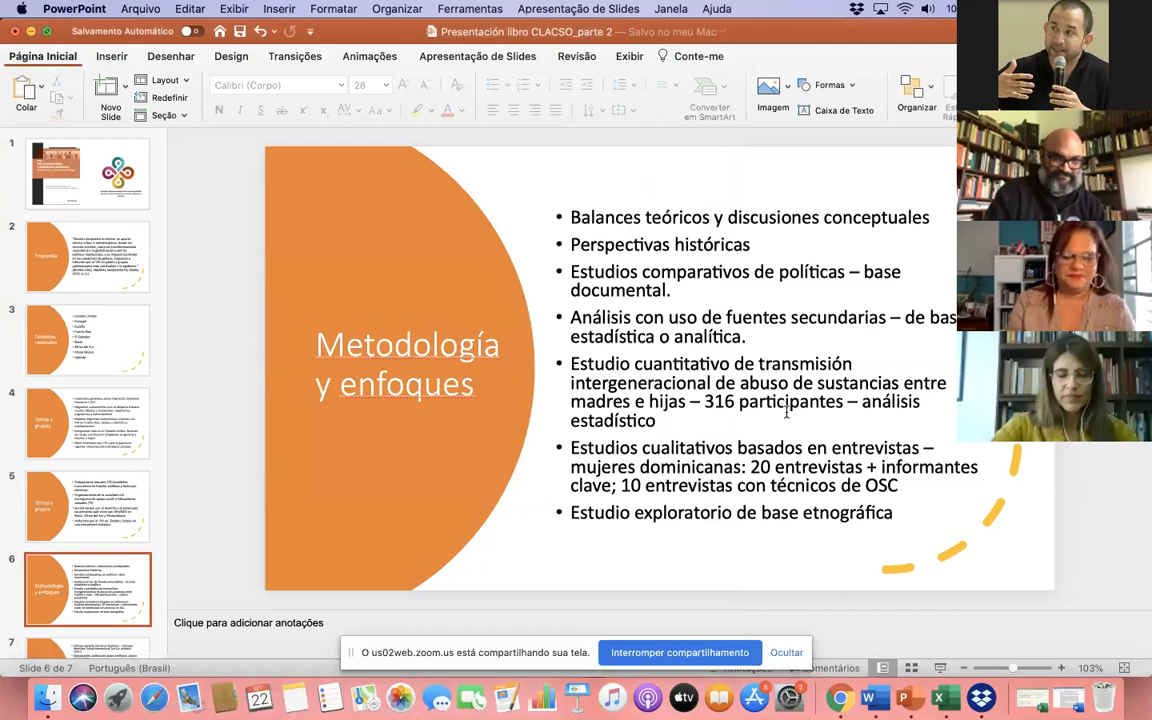 PowerPoint Arquivo Editar Exibir Inserir Formatar Organizar Ferramentas Apresentação de Slides Janela Ajuda
Salvamento Automático Presentación libro CLACSO_parte 2 — Salvo no meu Mac
Página Inicial Inserir Desenhar Design Transições Animações Apresentação de Slides Revisão Exibir Conte-me
Colar Novo Slide Layout Redefinir Seção Calibri (Corpo) 28 Converter em SmartArt Imagem Formas Caixa de Texto Organizar
1
2
3
4
5
6
7
Metodología
y enfoques
• Balances teóricos y discusiones conceptuales
• Perspectivas históricas
• Estudios comparativos de políticas – base
documental.
• Análisis con uso de fuentes secundarias – de bas
estadística o analítica.
• Estudio cuantitativo de transmisión
intergeneracional de abuso de sustancias entre
madres e hijas – 316 participantes – análisis
estadístico
• Estudios cualitativos basados en entrevistas –
mujeres dominicanas: 20 entrevistas + informantes
clave; 10 entrevistas con técnicos de OSC
• Estudio exploratorio de base etnográfica
Clique para adicionar anotações
O us02web.zoom.us está compartilhando sua tela. Interromper compartilhamento Ocultar
Slide 6 de 7 Português (Brasil) 103%